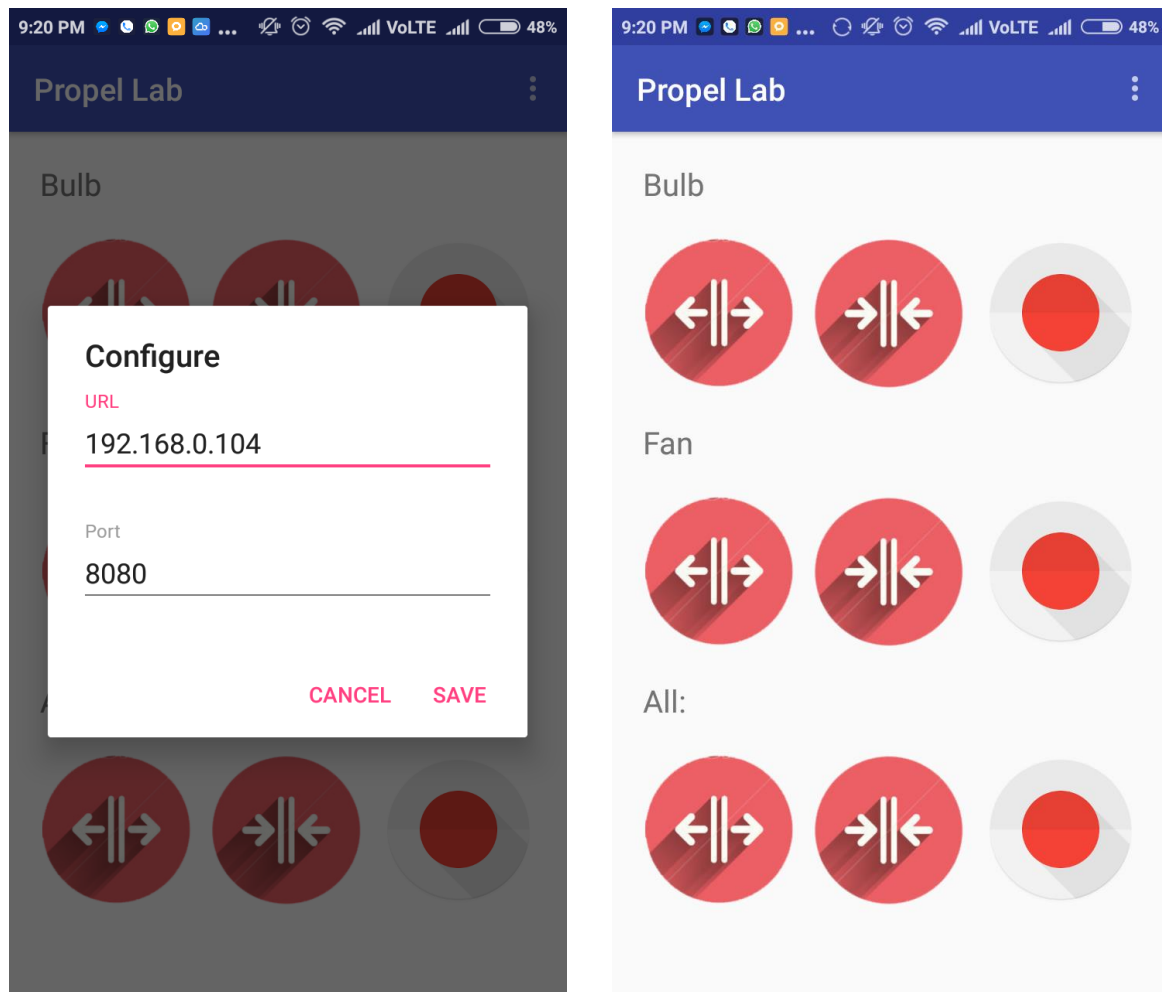 9:20 PM ... VoLTE 48%
Propel Lab
Bulb
Configure
URL
192.168.0.104
Port
8080
CANCEL SAVE
9:20 PM ... VoLTE 48%
Propel Lab
Bulb
Fan
All: